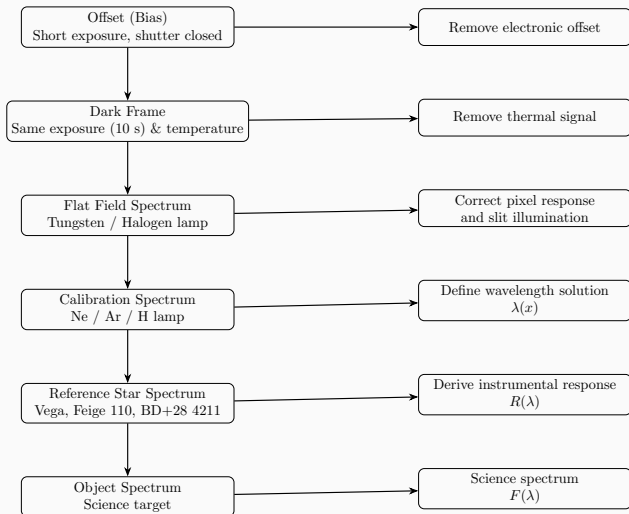 Offset (Bias)
Short exposure, shutter closed
Remove electronic offset
Dark Frame
Same exposure (10 s) & temperature
Remove thermal signal
Flat Field Spectrum
Tungsten / Halogen lamp
Correct pixel response
and slit illumination
Calibration Spectrum
Ne / Ar / H lamp
Define wavelength solution
λ(x)
Reference Star Spectrum
Vega, Feige 110, BD+28 4211
Derive instrumental response
R(λ)
Object Spectrum
Science target
Science spectrum
F(λ)